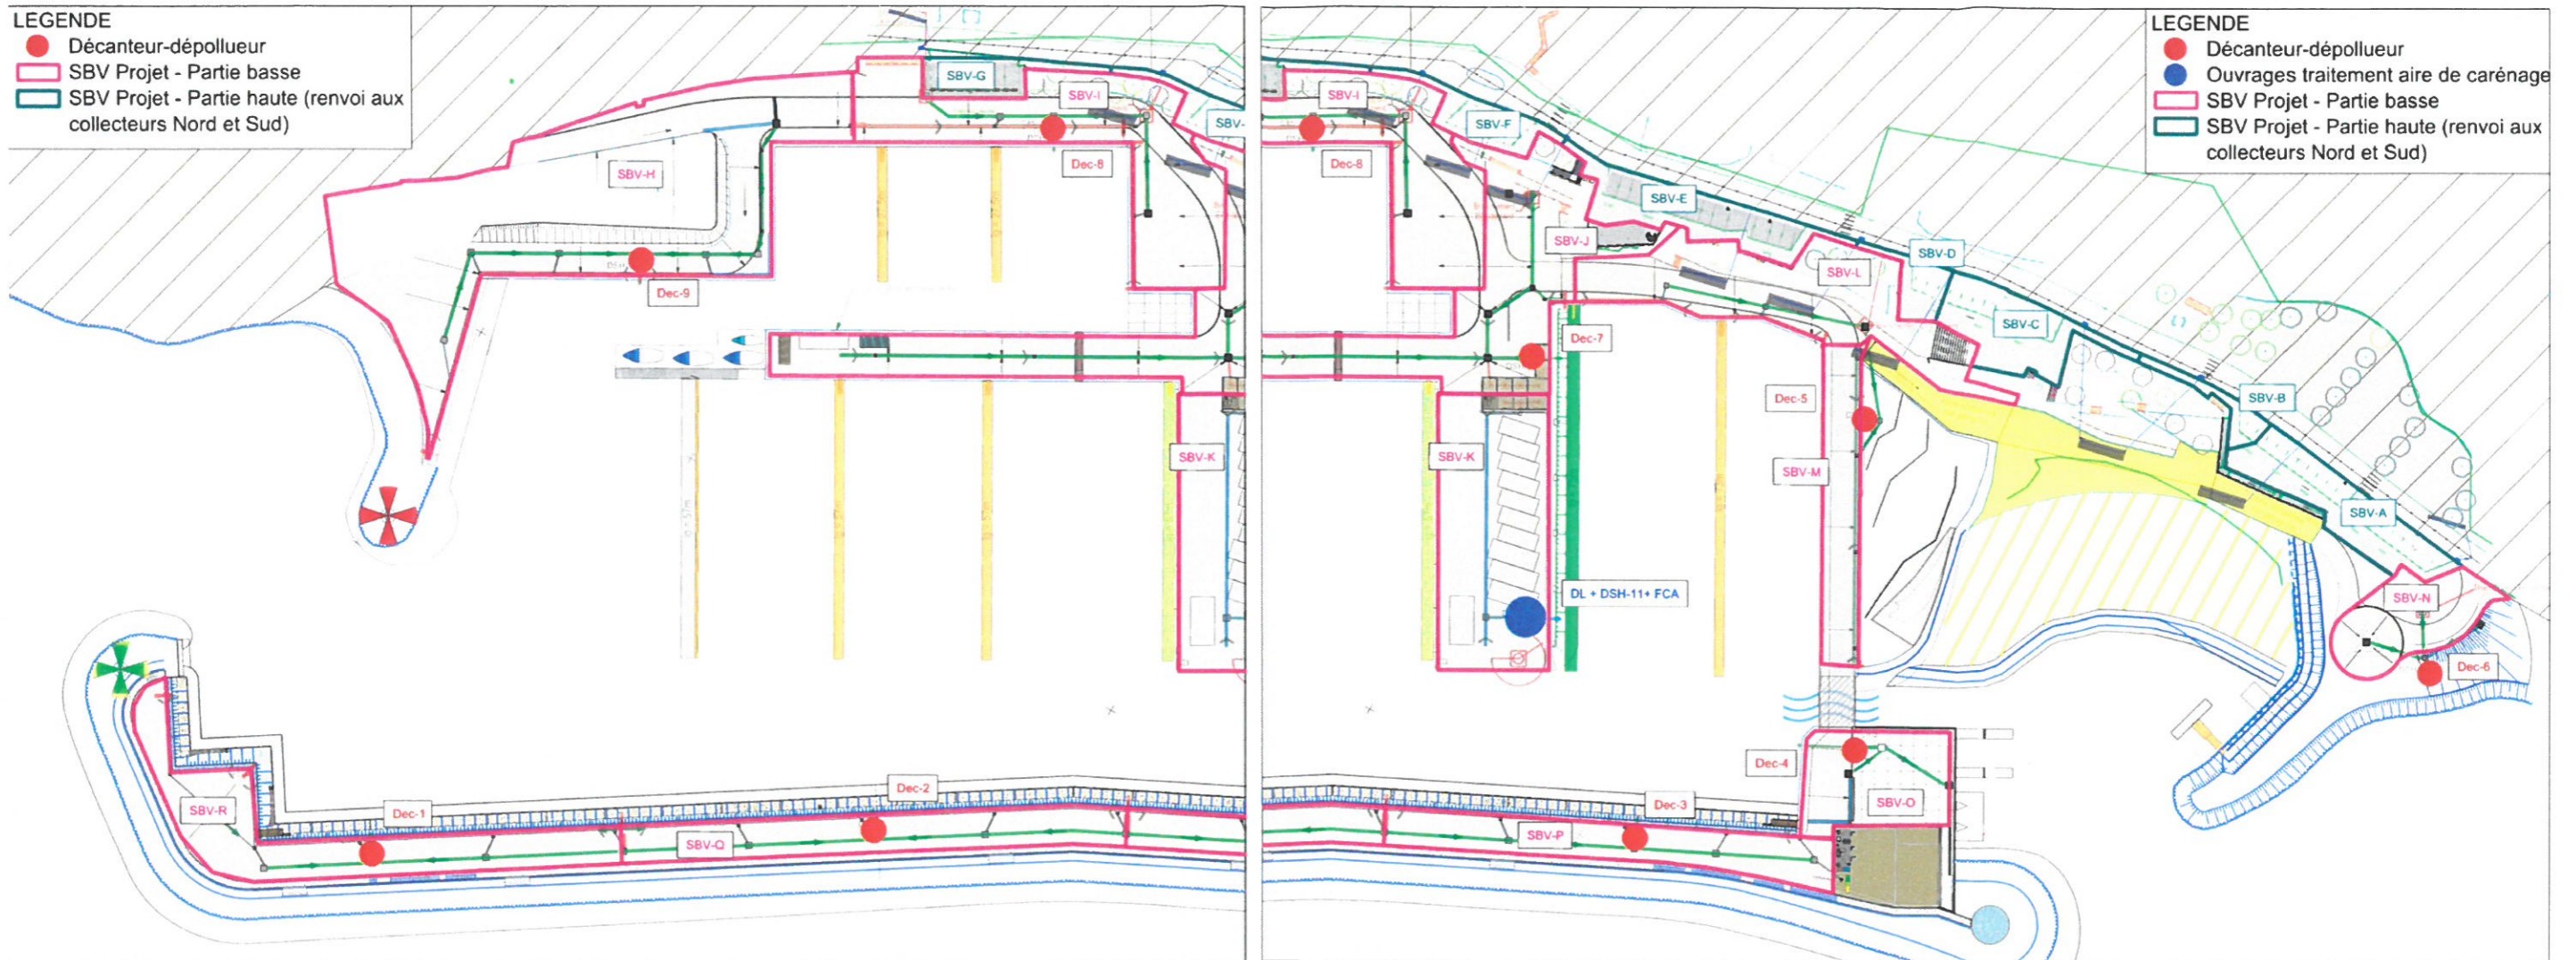 LEGENDE
Décanteur-dépollueur
SBV Projet - Partie basse
SBV Projet - Partie haute (renvoi aux
collecteurs Nord et Sud)
SBV-G
SBV-I
SBV-
Dec-8
SBV-H
Dec-9
SBV-K
SBV-R
Dec-1
Dec-2
SBV-Q
LEGENDE
Décanteur-dépollueur
Ouvrages traitement aire de carénage
SBV Projet - Partie basse
SBV Projet - Partie haute (renvoi aux
collecteurs Nord et Sud)
SBV-I
SBV-F
Dec-8
SBV-E
SBV-J
SBV-D
SBV-L
SBV-C
Dec-7
Dec-5
SBV-B
SBV-K
SBV-M
SBV-A
DL + DSH-11+ FCA
SBV-N
Dec-6
Dec-4
SBV-O
Dec-3
SBV-P